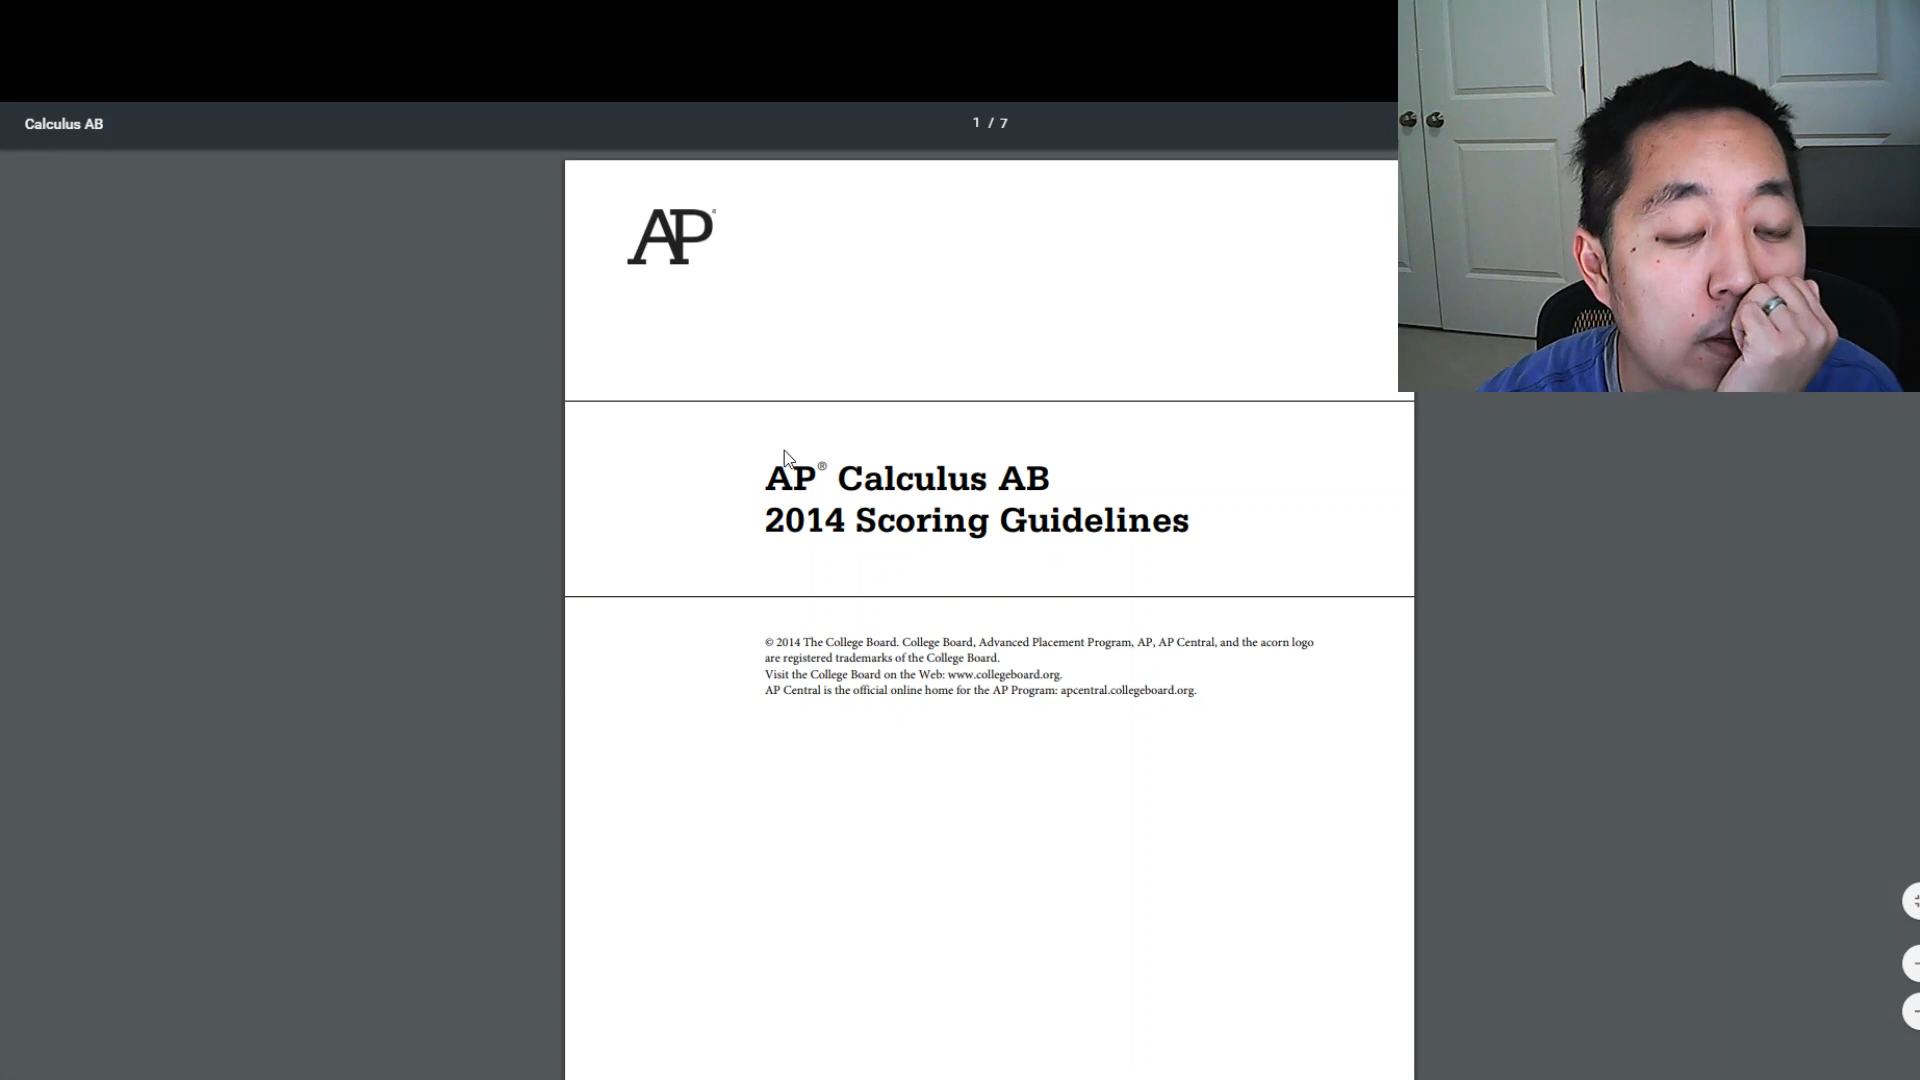 Calculus AB
1 / 7
AP®
AP® Calculus AB
2014 Scoring Guidelines
© 2014 The College Board. College Board, Advanced Placement Program, AP, AP Central, and the acorn logo
are registered trademarks of the College Board.
Visit the College Board on the Web: www.collegeboard.org.
AP Central is the official online home for the AP Program: apcentral.collegeboard.org.